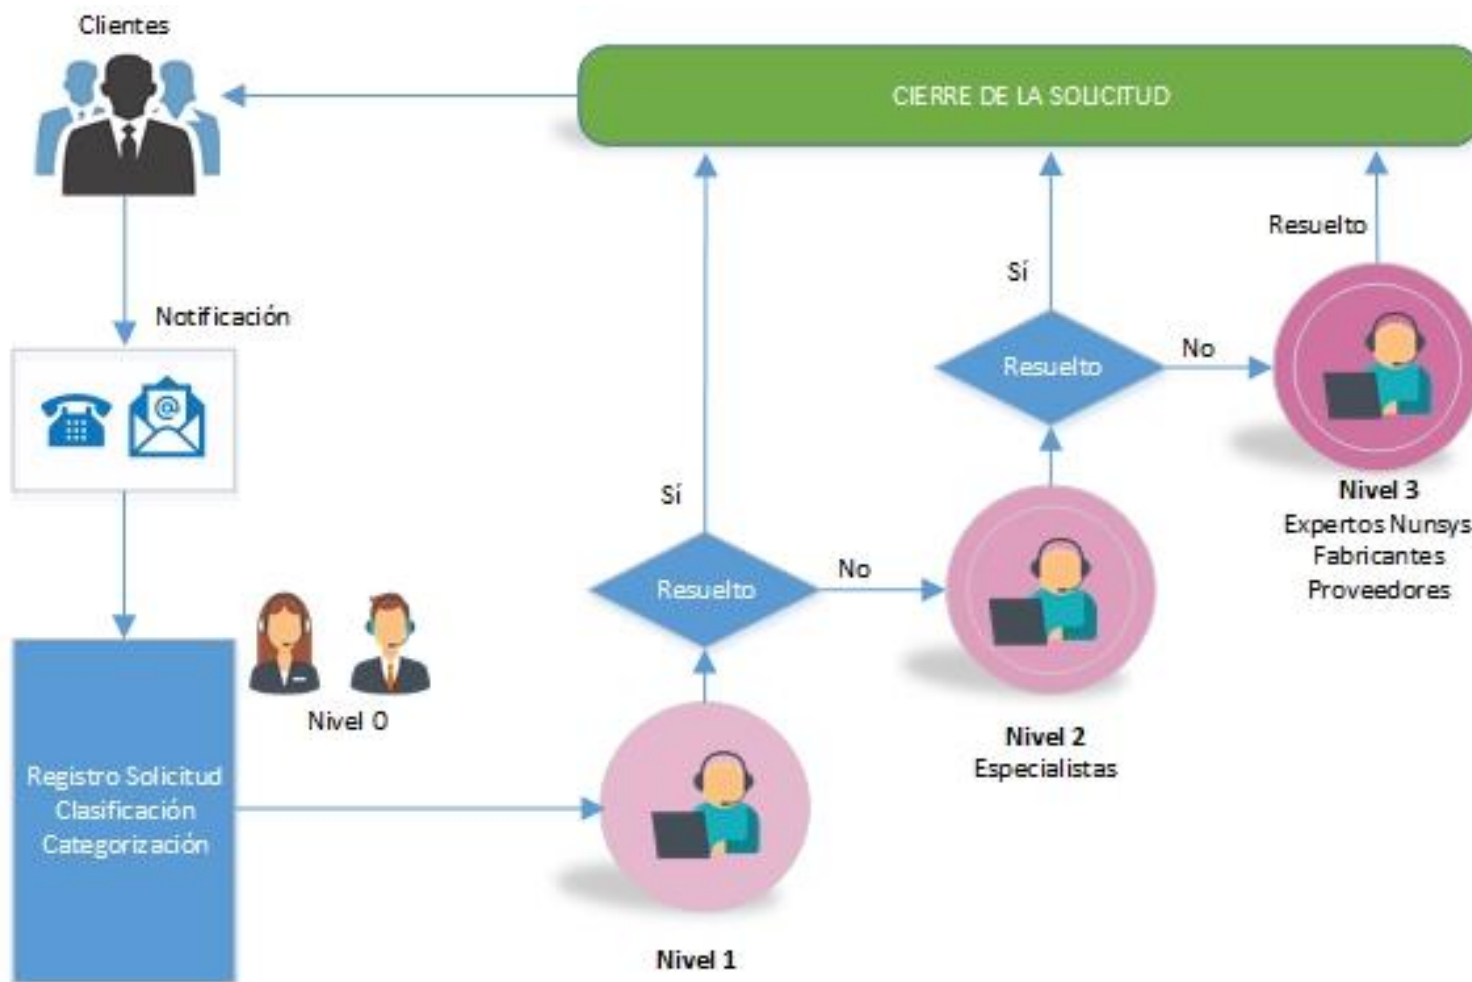 Clientes
CIERRE DE LA SOLICITUD
Notificación
Resuelto
Sí
Resuelto
No
Nivel 3
Expertos Nunsys
Fabricantes
Proveedores
Sí
Resuelto
No
Nivel 2
Especialistas
Nivel 0
Registro Solicitud
Clasificación
Categorización
Nivel 1
@